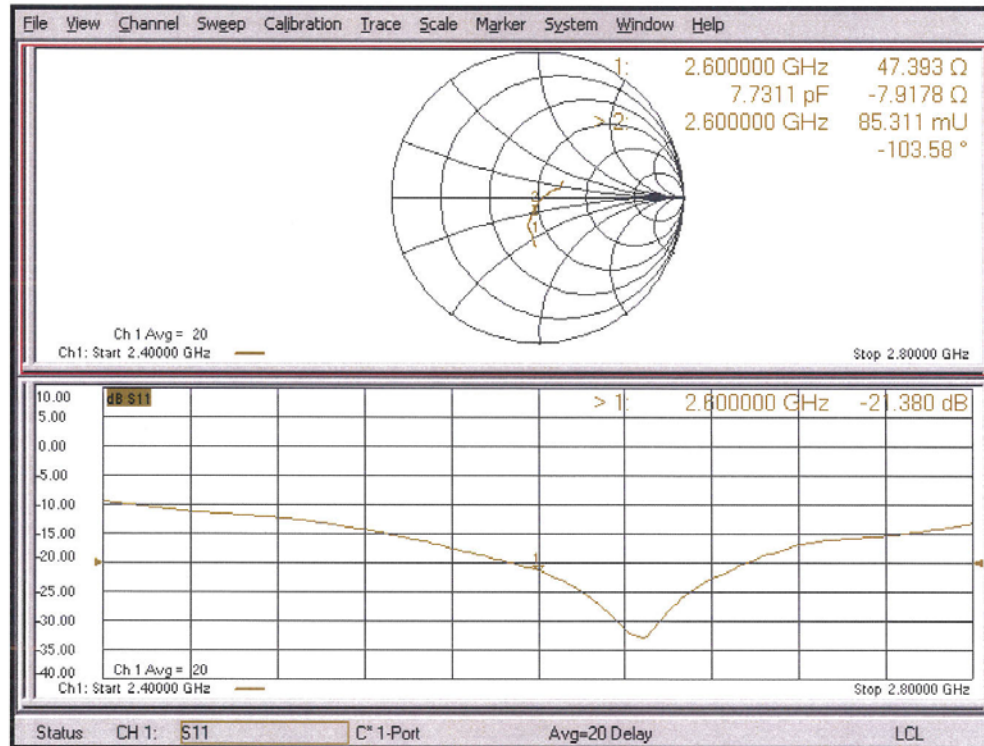 File View Channel Sweep Calibration Trace Scale Marker System Window Help
1: 2.600000 GHz 47.393 Ω
7.7311 pF -7.9178 Ω
> 2: 2.600000 GHz 85.311 mU
-103.58 °
2
1
Ch 1 Avg = 20
Ch1: Start 2.40000 GHz
Stop 2.80000 GHz
10.00
dB S11
> 1: 2.600000 GHz -21.380 dB
5.00
0.00
-5.00
-10.00
-15.00
-20.00
1
-25.00
-30.00
-35.00
-40.00
Ch 1 Avg = 20
Ch1: Start 2.40000 GHz
Stop 2.80000 GHz
Status CH 1: S11 C* 1-Port Avg=20 Delay LCL